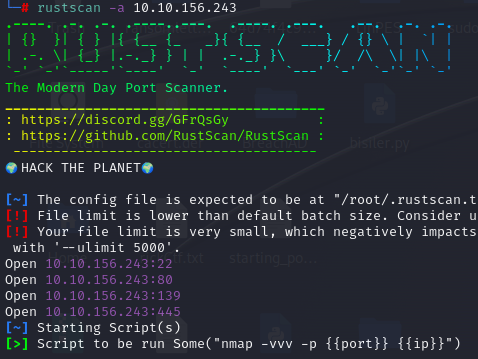 └─# rustscan -a 10.10.156.243
.----. .-. .-. .----..---.  .----. .---.   .--.  .-. .-.
| {}  }| { } |{ {__ {_   _}{ {__  /  ___} / {} \ |  `| |
| .-. \| {_} |.-._} } | |  .-._} }\     }/  /\  \| |\  |
`-' `-'`-----'`----'  `-'  `----'  `---' `-'  `-'`-' `-'
The Modern Day Port Scanner.
________________________________________
: https://discord.gg/GFrQsGy           :
: https://github.com/RustScan/RustScan :
--------------------------------------
🌍HACK THE PLANET🌍
[~] The config file is expected to be at "/root/.rustscan.t
[!] File limit is lower than default batch size. Consider u
[!] Your file limit is very small, which negatively impacts
with '--ulimit 5000'.
Open 10.10.156.243:22
Open 10.10.156.243:80
Open 10.10.156.243:139
Open 10.10.156.243:445
[~] Starting Script(s)
[>] Script to be run Some("nmap -vvv -p {{port}} {{ip}}")